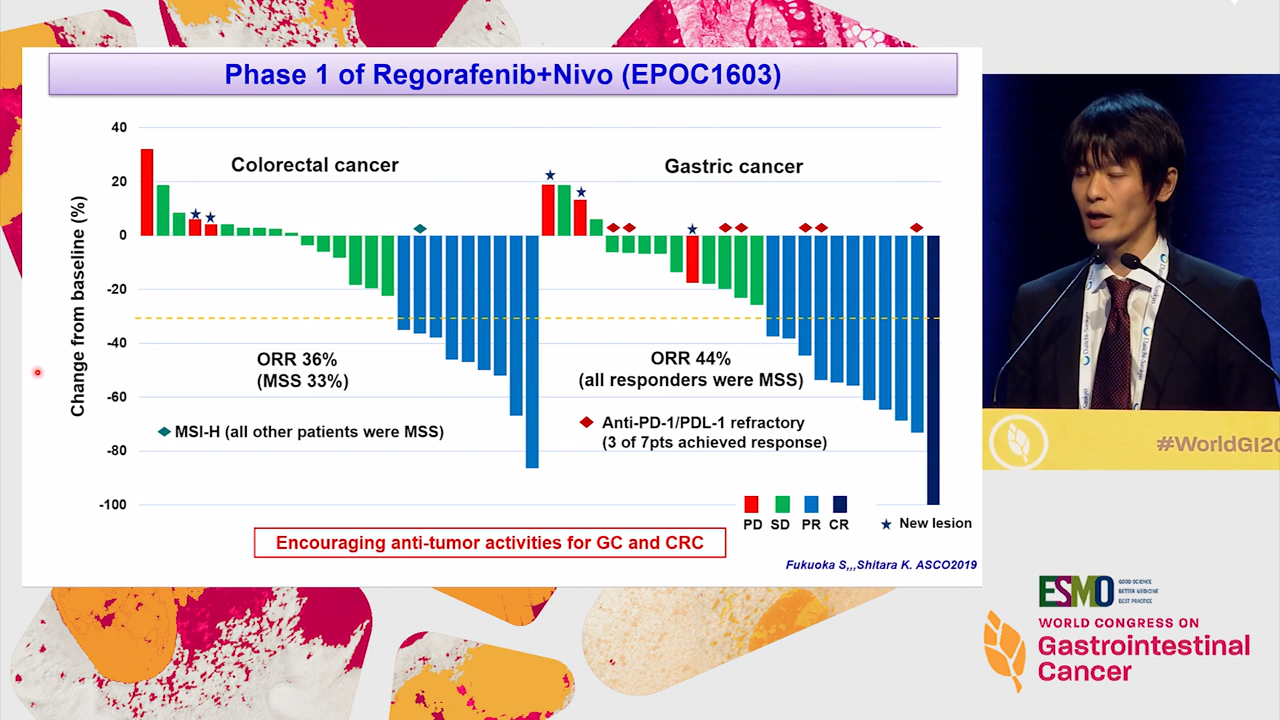 Phase 1 of Regorafenib+Nivo (EPOC1603)
Change from baseline (%)
40
20
0
-20
-40
-60
-80
-100
Colorectal cancer
Gastric cancer
ORR 36%
(MSS 33%)
ORR 44%
(all responders were MSS)
MSI-H (all other patients were MSS)
Anti-PD-1/PDL-1 refractory
(3 of 7pts achieved response)
PD SD PR CR
New lesion
Encouraging anti-tumor activities for GC and CRC
Fukuoka S,,,Shitara K. ASCO2019
#WorldGI20
ESMO
GOOD SCIENCE
BETTER MEDICINE
BEST PRACTICE
WORLD CONGRESS ON
Gastrointestinal
Cancer